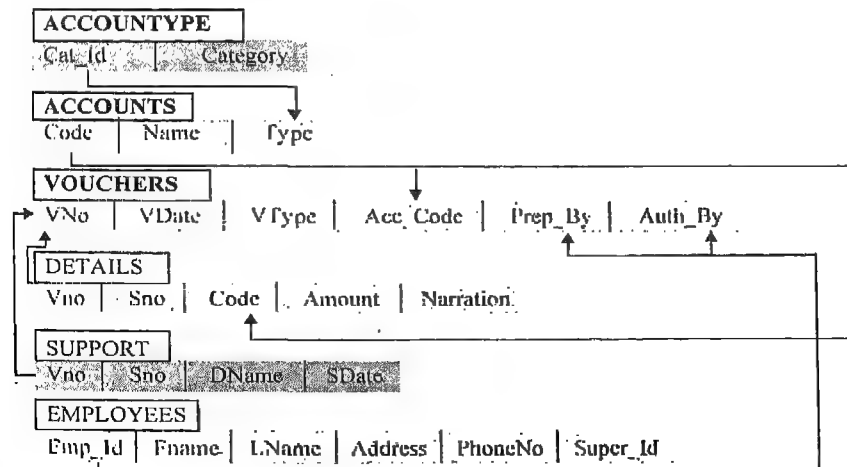 ACCOUNTYPE
Cat_Id Category
ACCOUNTS
Code Name Type
VOUCHERS
VNo VDate VType Acc_Code Prep_By Auth_By
DETAILS
Vno Sno Code Amount Narration
SUPPORT
Vno Sno DName SDate
EMPLOYEES
Emp_Id Fname LName Address PhoneNo Super_Id